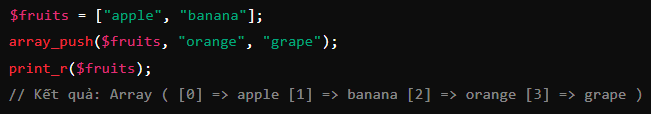 $fruits = ["apple", "banana"];
array_push($fruits, "orange", "grape");
print_r($fruits);
// Kết quả: Array ( [0] => apple [1] => banana [2] => orange [3] => grape )